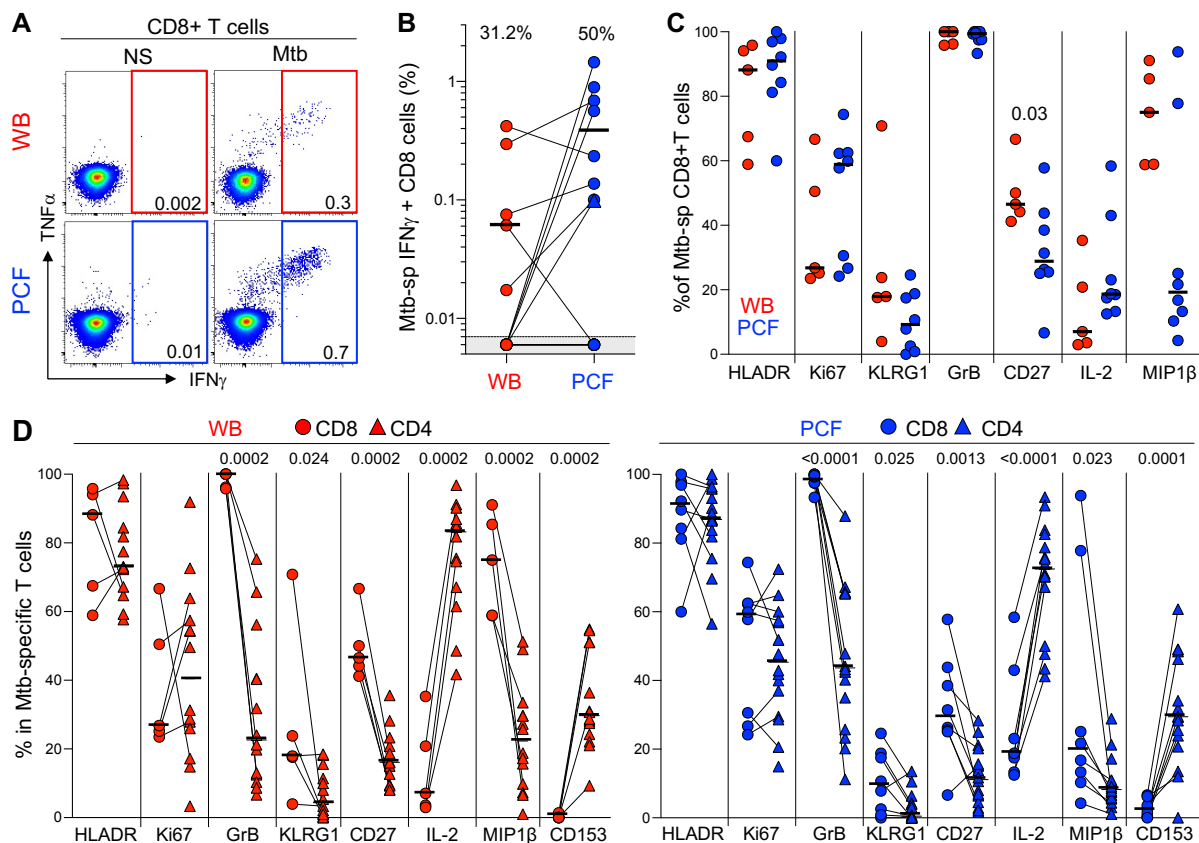 A
CD8+ T cells
NS
Mtb
WB
0.002
0.3
PCF
0.01
0.7
TNFα
IFNγ
B
31.2%
50%
Mtb-sp IFNγ + CD8 cells (%)
1
0.1
0.01
WB
PCF
C
% of Mtb-sp CD8+T cells
100
80
60
40
20
0
0.03
WB
PCF
HLADR
Ki67
KLRG1
GrB
CD27
IL-2
MIP1β
D
WB
CD8
CD4
0.0002
0.024
0.0002
0.0002
0.0002
0.0002
% in Mtb-specific T cells
100
80
60
40
20
0
HLADR
Ki67
GrB
KLRG1
CD27
IL-2
MIP1β
CD153
PCF
CD8
CD4
<0.0001
0.025
0.0013
<0.0001
0.023
0.0001
100
80
60
40
20
0
HLADR
Ki67
GrB
KLRG1
CD27
IL-2
MIP1β
CD153